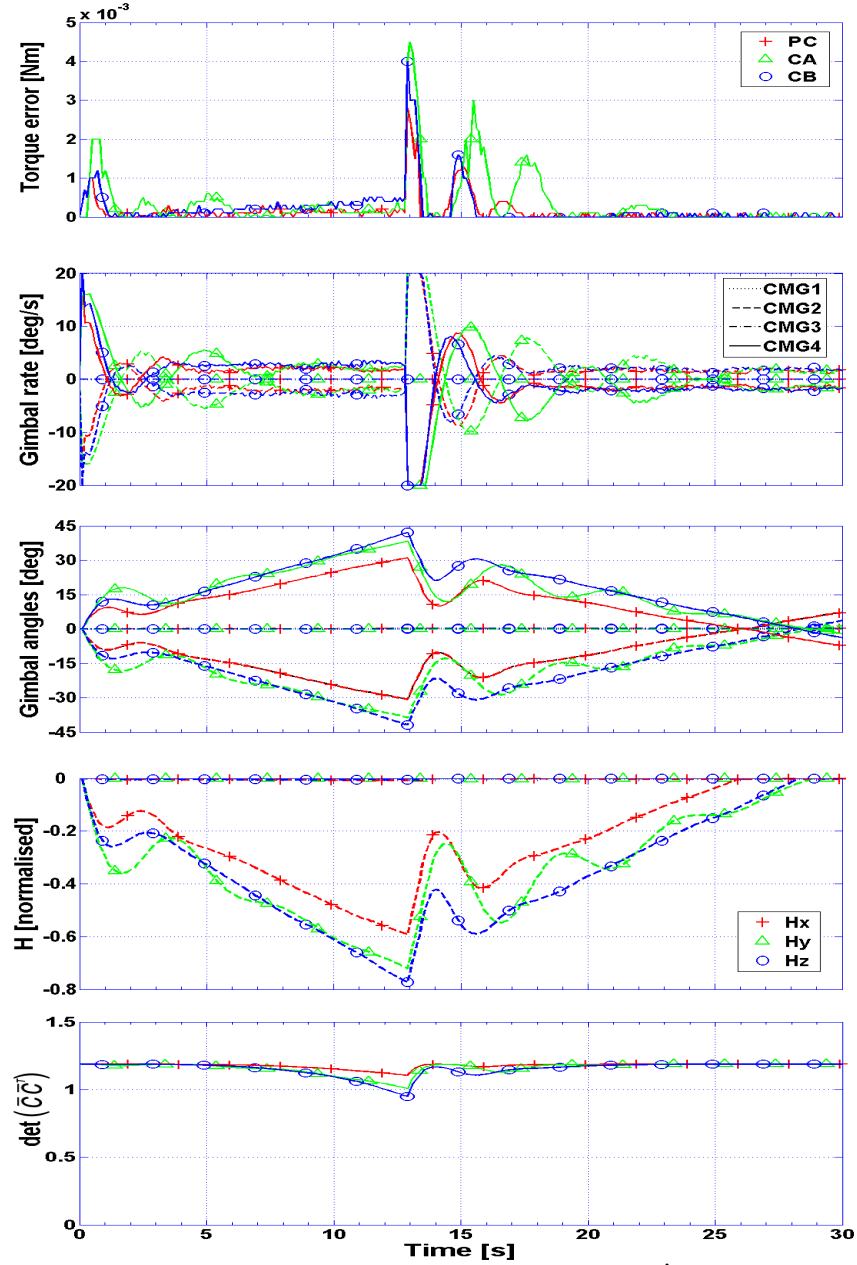 5 x 10⁻³
4
3
2
1
0
Torque error [Nm]
PC
CA
CB
20
10
0
-10
-20
Gimbal rate [deg/s]
CMG1
CMG2
CMG3
CMG4
45
30
15
0
-15
-30
-45
Gimbal angles [deg]
0
-0.2
-0.4
-0.6
-0.8
H [normalised]
Hx
Hy
Hz
1.5
1
0.5
0
det (C̅C̅ᵀ)
0 5 10 15 20 25 30
Time [s]